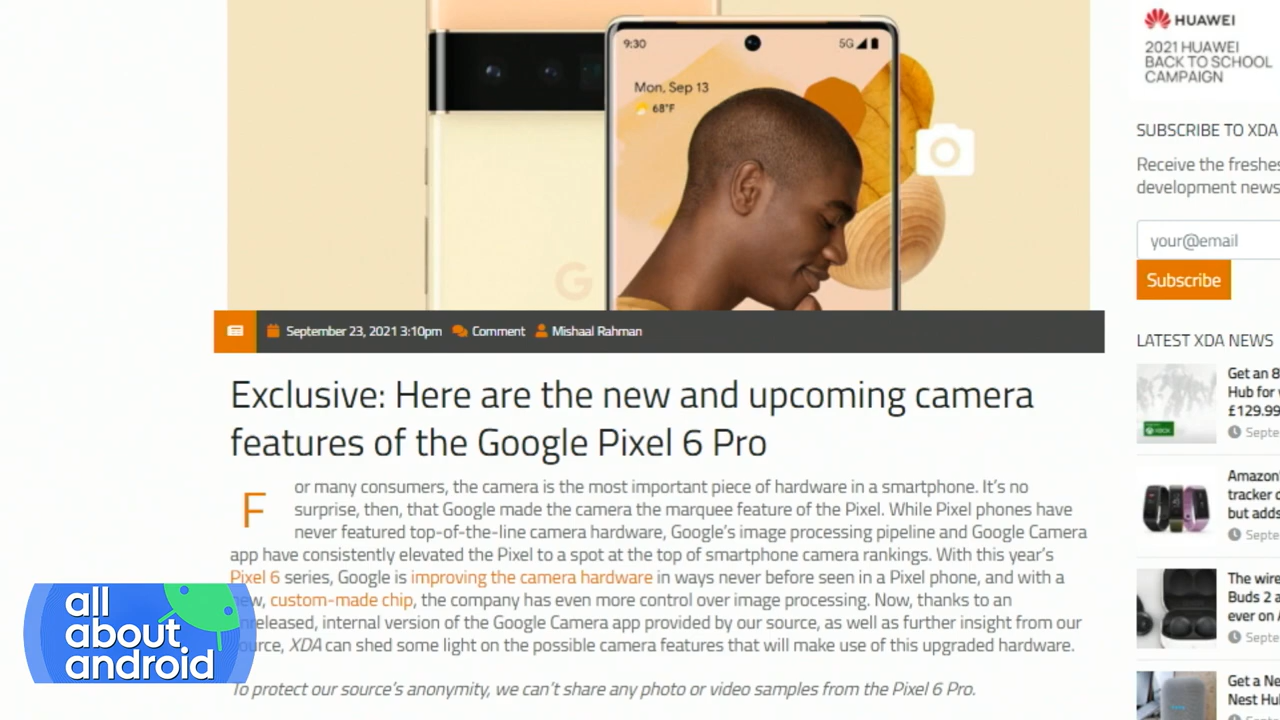 9:30
5G
Mon, Sep 13
68°F
G
September 23, 2021 3:10pm Comment Mishaal Rahman
Exclusive: Here are the new and upcoming camera
features of the Google Pixel 6 Pro
For many consumers, the camera is the most important piece of hardware in a smartphone. It's no
surprise, then, that Google made the camera the marquee feature of the Pixel. While Pixel phones have
never featured top-of-the-line camera hardware, Google's image processing pipeline and Google Camera
app have consistently elevated the Pixel to a spot at the top of smartphone camera rankings. With this year's
Pixel 6 series, Google is improving the camera hardware in ways never before seen in a Pixel phone, and with a
new, custom-made chip, the company has even more control over image processing. Now, thanks to an
unreleased, internal version of the Google Camera app provided by our source, as well as further insight from our
source, XDA can shed some light on the possible camera features that will make use of this upgraded hardware.
To protect our source's anonymity, we can't share any photo or video samples from the Pixel 6 Pro.
all
about
android
HUAWEI
2021 HUAWEI
BACK TO SCHOOL
CAMPAIGN
SUBSCRIBE TO XDA
Receive the freshes
development news
your@email
Subscribe
LATEST XDA NEWS
Get an 8
Hub for
£129.99
Septe
XBOX
Amazon'
tracker
but adds
Septe
The wire
Buds 2 a
ever on
Septe
Get a Ne
Nest Hu